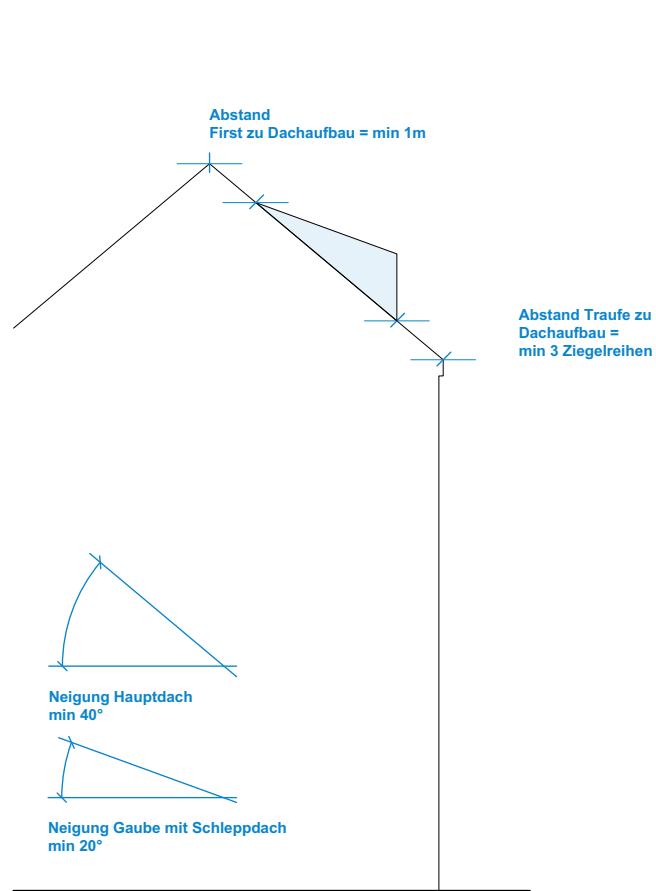 Abstand
First zu Dachaufbau = min 1m
Abstand Traufe zu
Dachaufbau =
min 3 Ziegelreihen
Neigung Hauptdach
min 40°
Neigung Gaube mit Schleppdach
min 20°